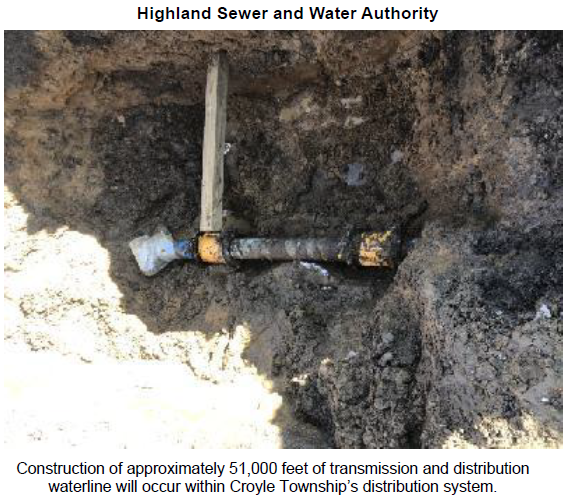 Highland Sewer and Water Authority
Construction of approximately 51,000 feet of transmission and distribution
waterline will occur within Croyle Township's distribution system.